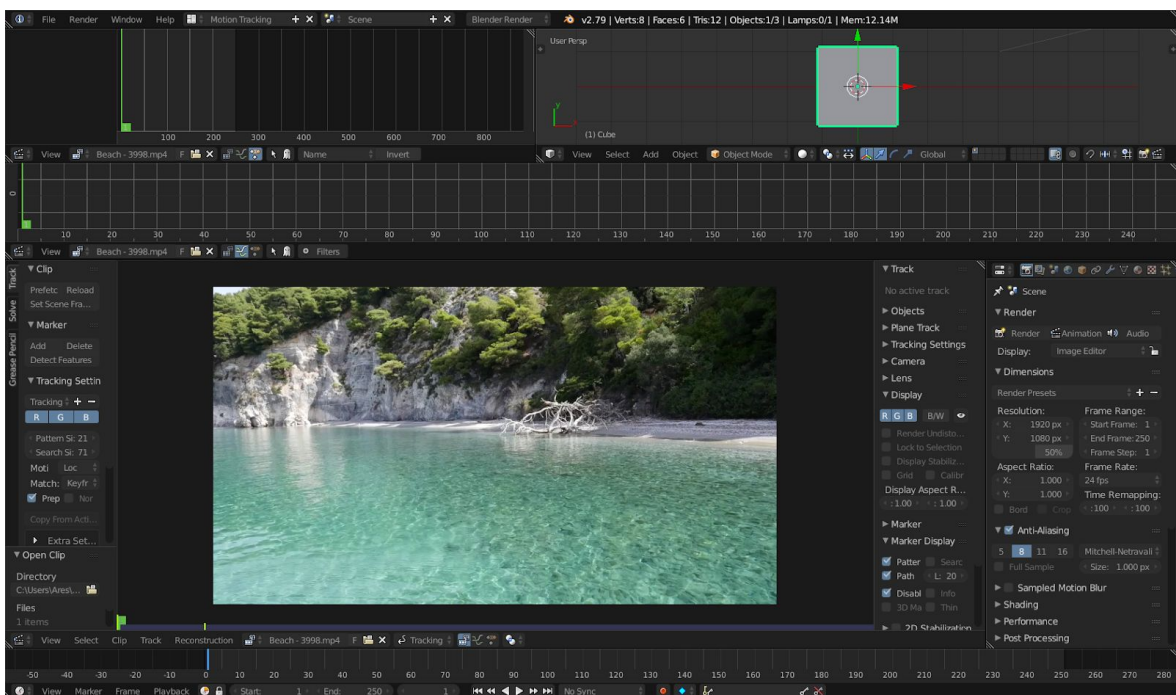 File Render Window Help Motion Tracking Scene Blender Render v2.79 | Verts:8 | Faces:6 | Tris:12 | Objects:1/3 | Lamps:0/1 | Mem:12.14M
User Persp
y
(1) Cube
100 200 300 400 500 600 700 800
View Beach - 3998.mp4 F Name Invert
View Select Add Object Object Mode Global
0
10 20 30 40 50 60 70 80 90 100 110 120 130 140 150 160 170 180 190 200 210 220 230 240
View Beach - 3998.mp4 F Filters
Track
Solve
Grease Pencil
Clip
Prefetc Reload
Set Scene Fra...
Marker
Add Delete
Detect Features
Tracking Settin
Tracking
R G B
Pattern Si: 21
Search Si: 71
Moti Loc
Match: Keyfr
Prep Nor
Copy From Acti...
Extra Set...
Open Clip
Directory
C:\Users\Ares\...
Files
1 items
Track
No active track
Objects
Plane Track
Tracking Settings
Camera
Lens
Display
R G B B/W
Render Undisto...
Lock to Selection
Display Stabiliz...
Grid Calibr
Display Aspect R...
: 1.00 : 1.00
Marker
Marker Display
Patter Searc
Path L: 20
Disabl Info
3D Ma Thin
2D Stabilization
Scene
Render
Render Animation Audio
Display: Image Editor
Dimensions
Render Presets
Resolution: Frame Range:
X: 1920 px Start Frame: 1
Y: 1080 px End Frame: 250
50% Frame Step: 1
Aspect Ratio: Frame Rate:
X: 1.000 24 fps
Y: 1.000 Time Remapping:
Bord Crop :100 :100
Anti-Aliasing
5 8 11 16 Mitchell-Netravali
Full Sample Size: 1.000 px
Sampled Motion Blur
Shading
Performance
Post Processing
View Select Clip Track Reconstruction Beach - 3998.mp4 F Tracking
-50 -40 -30 -20 -10 0 10 20 30 40 50 60 70 80 90 100 110 120 130 140 150 160 170 180 190 200 210 220 230 240 250 260 270 280
View Marker Frame Playback Start: 1 End: 250 1 No Sync